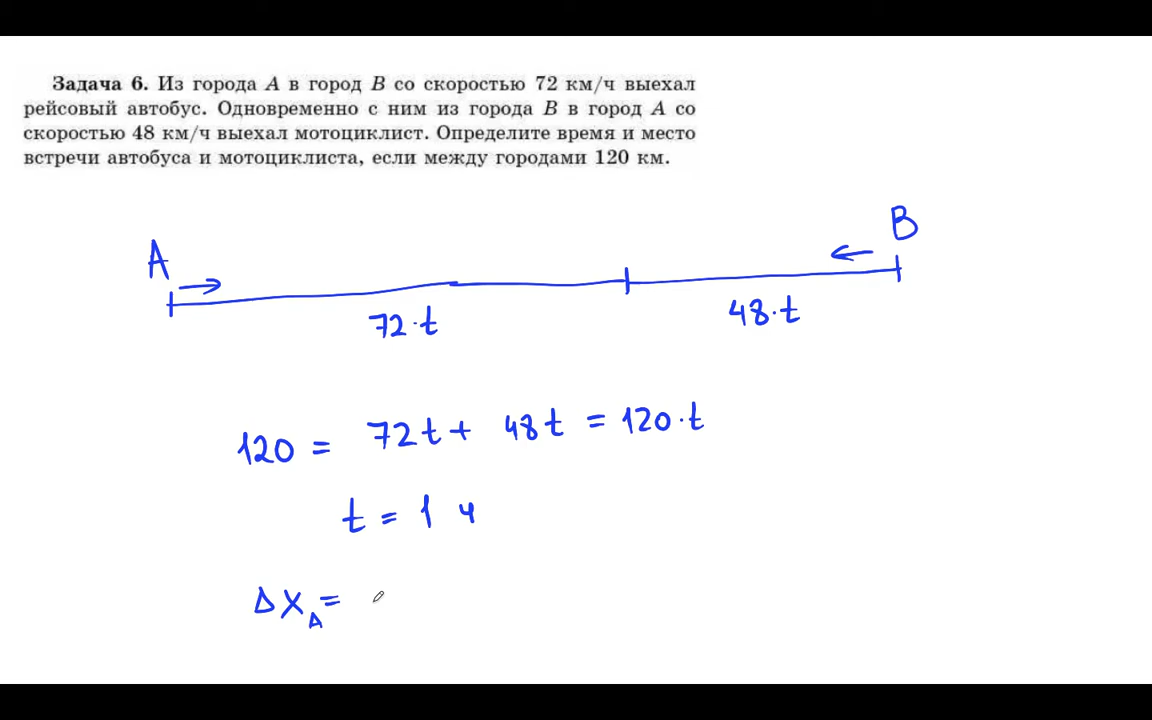 Задача 6. Из города A в город B со скоростью 72 км/ч выехал
рейсовый автобус. Одновременно с ним из города B в город A со
скоростью 48 км/ч выехал мотоциклист. Определите время и место
встречи автобуса и мотоциклиста, если между городами 120 км.
A
B
72·t
48·t
120 = 72t + 48t = 120·t
t = 1 ч
Δx_A =